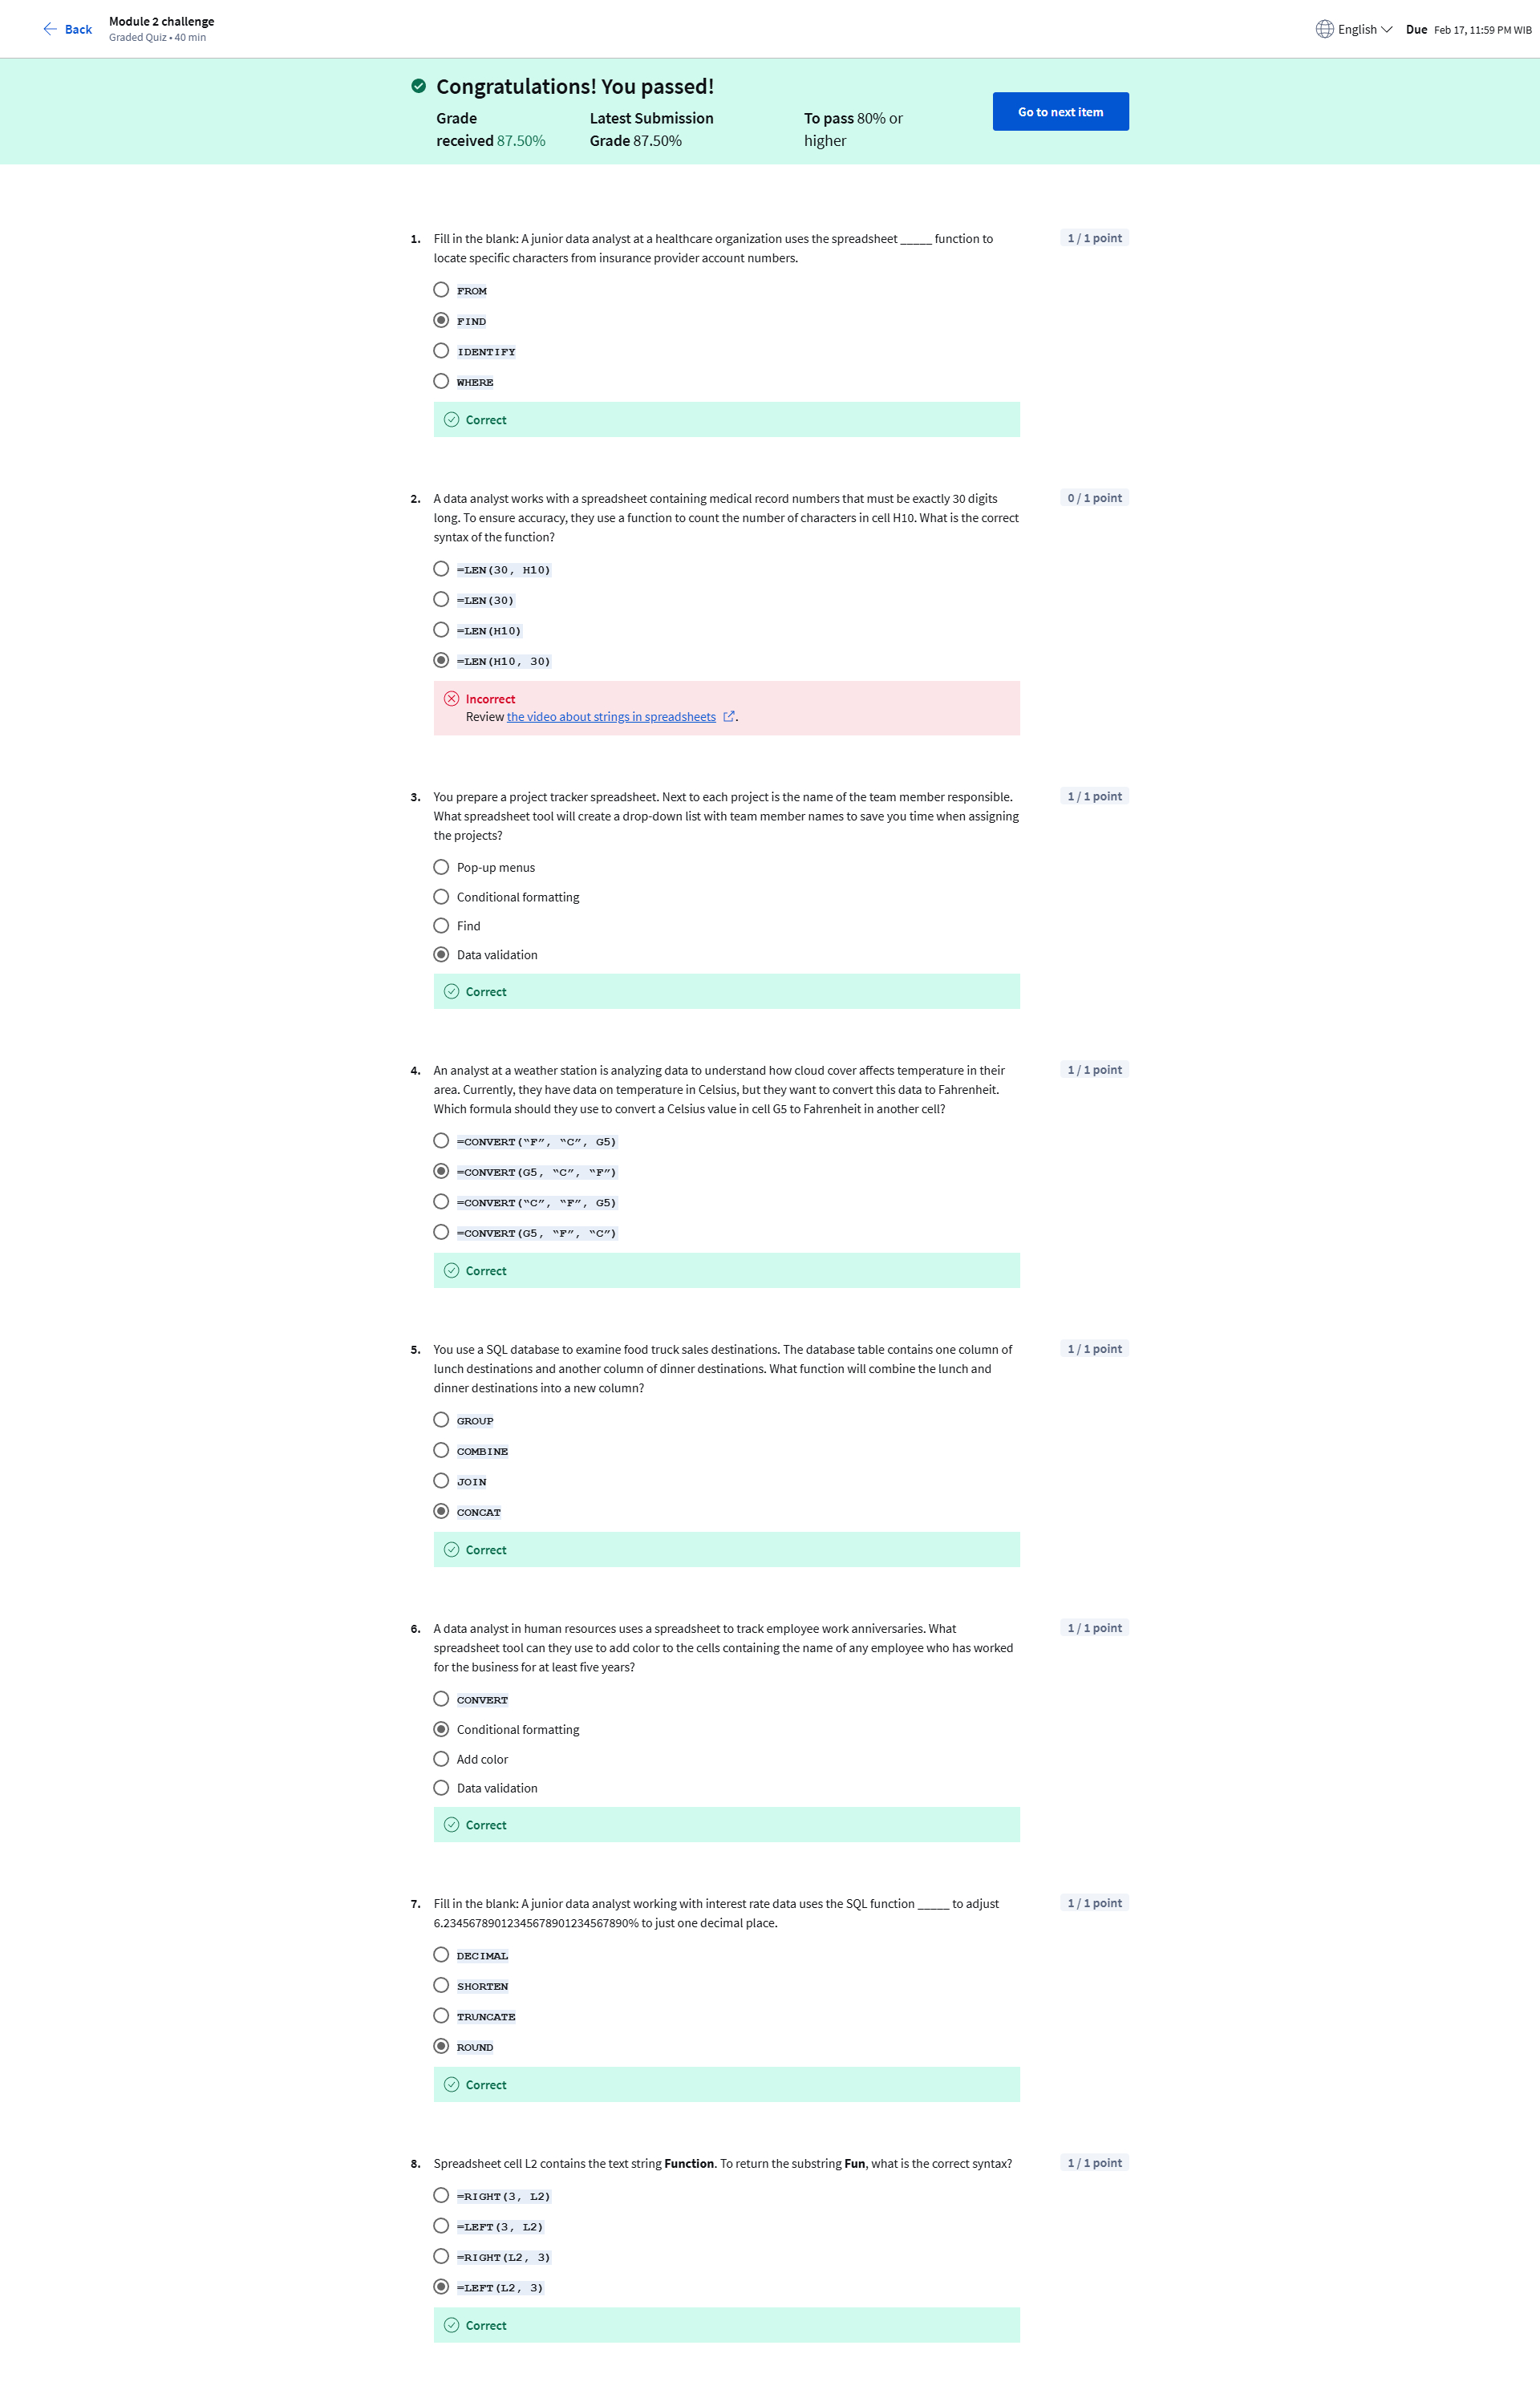 Back
Module 2 challenge
Graded Quiz • 40 min
English
Due Feb 17, 11:59 PM WIB
Congratulations! You passed!
Grade received 87.50%
Latest Submission Grade 87.50%
To pass 80% or higher
Go to next item
1. Fill in the blank: A junior data analyst at a healthcare organization uses the spreadsheet _____ function to
locate specific characters from insurance provider account numbers.
1 / 1 point
FROM
FIND
IDENTIFY
WHERE
Correct
2. A data analyst works with a spreadsheet containing medical record numbers that must be exactly 30 digits
long. To ensure accuracy, they use a function to count the number of characters in cell H10. What is the correct
syntax of the function?
0 / 1 point
=LEN(30, H10)
=LEN(30)
=LEN(H10)
=LEN(H10, 30)
Incorrect
Review the video about strings in spreadsheets.
3. You prepare a project tracker spreadsheet. Next to each project is the name of the team member responsible.
What spreadsheet tool will create a drop-down list with team member names to save you time when assigning
the projects?
1 / 1 point
Pop-up menus
Conditional formatting
Find
Data validation
Correct
4. An analyst at a weather station is analyzing data to understand how cloud cover affects temperature in their
area. Currently, they have data on temperature in Celsius, but they want to convert this data to Fahrenheit.
Which formula should they use to convert a Celsius value in cell G5 to Fahrenheit in another cell?
1 / 1 point
=CONVERT(“F”, “C”, G5)
=CONVERT(G5, “C”, “F”)
=CONVERT(“C”, “F”, G5)
=CONVERT(G5, “F”, “C”)
Correct
5. You use a SQL database to examine food truck sales destinations. The database table contains one column of
lunch destinations and another column of dinner destinations. What function will combine the lunch and
dinner destinations into a new column?
1 / 1 point
GROUP
COMBINE
JOIN
CONCAT
Correct
6. A data analyst in human resources uses a spreadsheet to track employee work anniversaries. What
spreadsheet tool can they use to add color to the cells containing the name of any employee who has worked
for the business for at least five years?
1 / 1 point
CONVERT
Conditional formatting
Add color
Data validation
Correct
7. Fill in the blank: A junior data analyst working with interest rate data uses the SQL function _____ to adjust
6.23456789012345678901234567890% to just one decimal place.
1 / 1 point
DECIMAL
SHORTEN
TRUNCATE
ROUND
Correct
8. Spreadsheet cell L2 contains the text string Function. To return the substring Fun, what is the correct syntax?
1 / 1 point
=RIGHT(3, L2)
=LEFT(3, L2)
=RIGHT(L2, 3)
=LEFT(L2, 3)
Correct